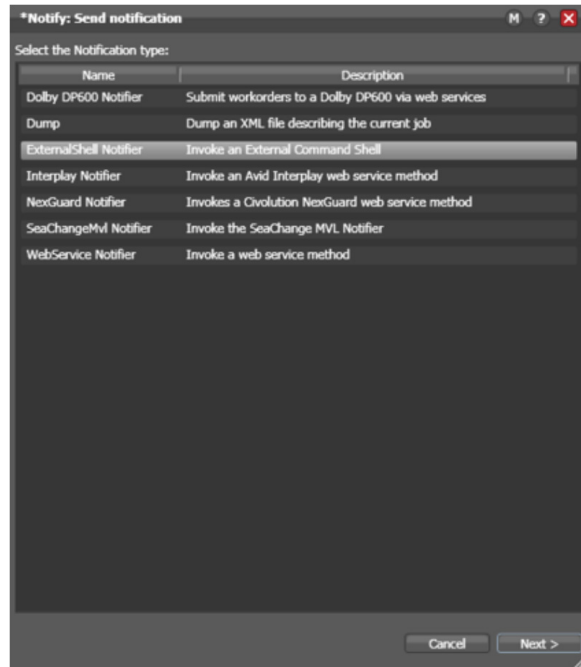 *Notify: Send notification M ? X
Select the Notification type:
Name Description
Dolby DP600 Notifier Submit workorders to a Dolby DP600 via web services
Dump Dump an XML file describing the current job
ExternalShell Notifier Invoke an External Command Shell
Interplay Notifier Invoke an Avid Interplay web service method
NexGuard Notifier Invokes a Civolution NexGuard web service method
SeaChangeMvl Notifier Invoke the SeaChange MVL Notifier
WebService Notifier Invoke a web service method
Cancel Next >